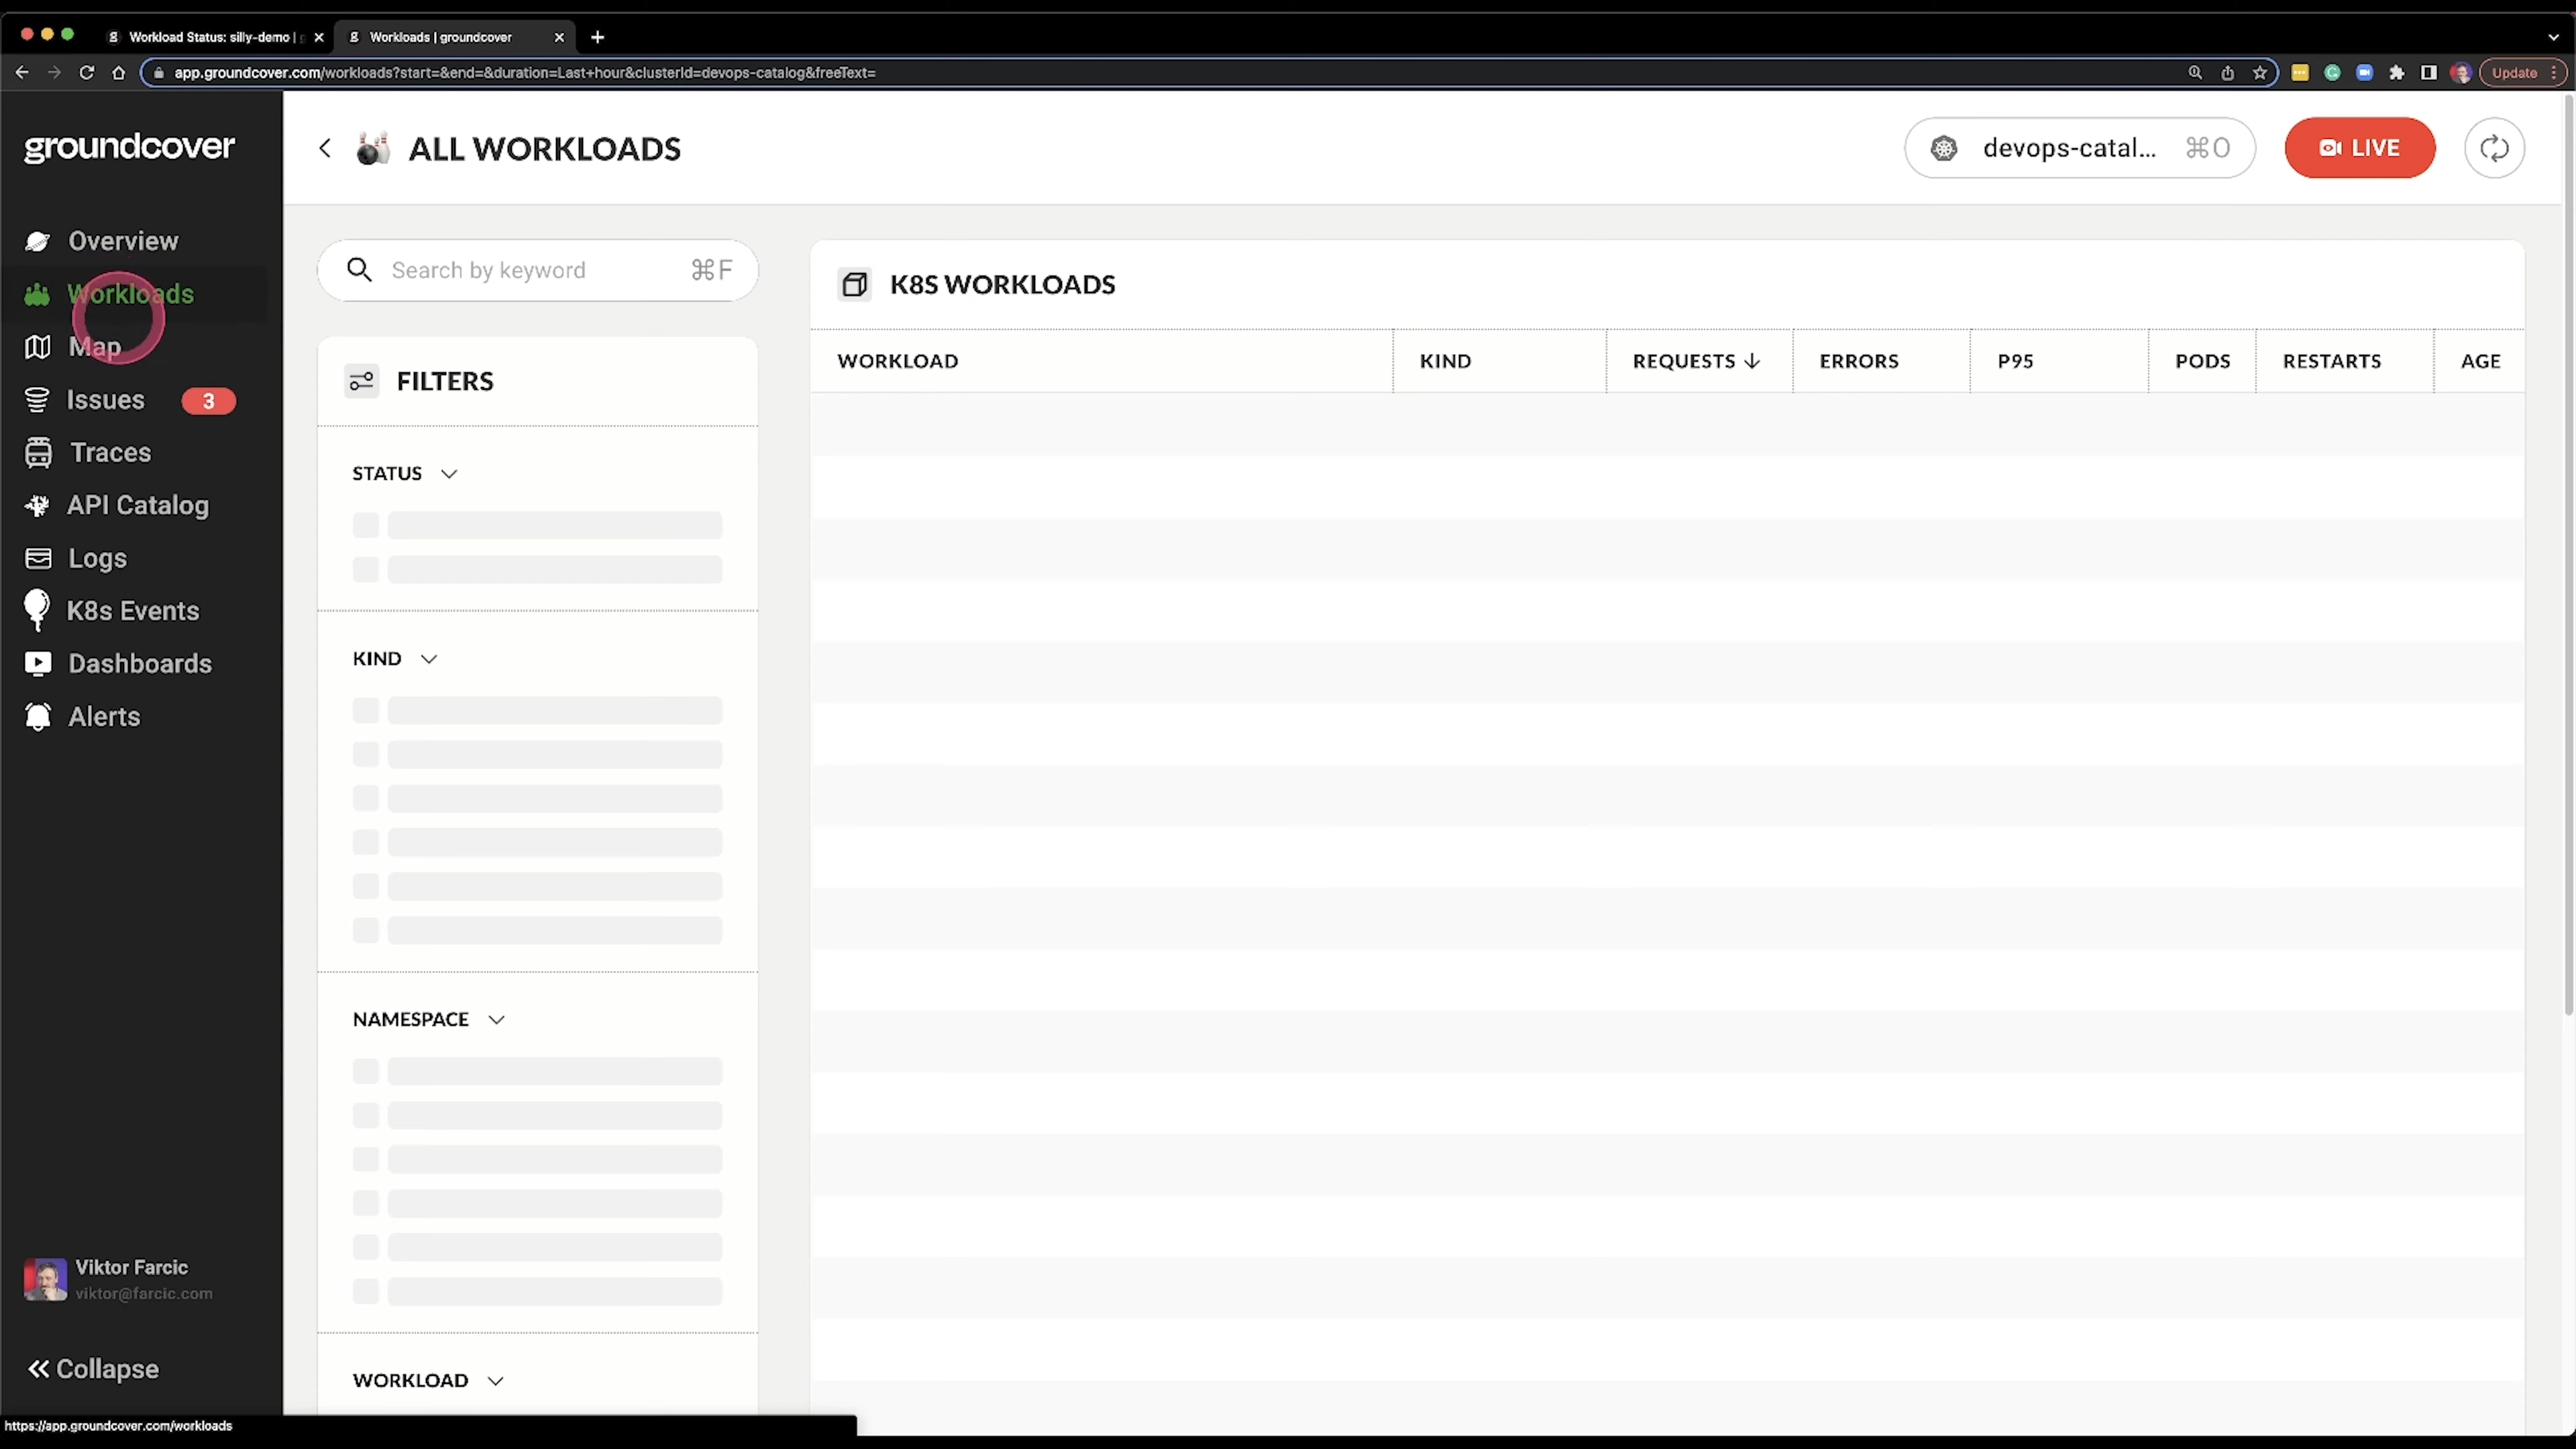 Workload Status: silly-demo |
Workloads | groundcover
app.groundcover.com/workloads?start=&end=&duration=Last+hour&clusterId=devops-catalog&freeText=
Update
groundcover
Overview
Workloads
Map
Issues 3
Traces
API Catalog
Logs
K8s Events
Dashboards
Alerts
Viktor Farcic
viktor@farcic.com
Collapse
https://app.groundcover.com/workloads
ALL WORKLOADS
devops-catal... ⌘O
LIVE
Search by keyword ⌘F
FILTERS
STATUS
KIND
NAMESPACE
WORKLOAD
K8S WORKLOADS
WORKLOAD KIND REQUESTS ERRORS P95 PODS RESTARTS AGE